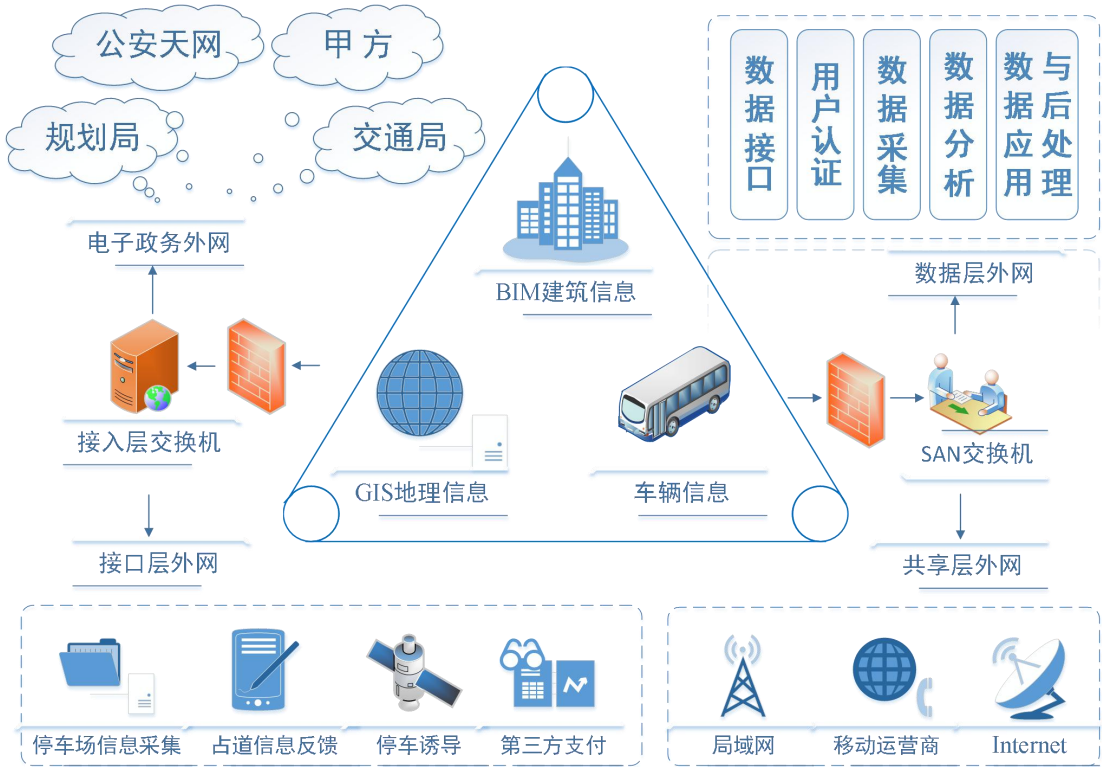 公安天网
甲方
规划局
交通局
数据接口
用户认证
数据采集
数据分析
数据应用
与后处理
电子政务外网
BIM建筑信息
数据层外网
接入层交换机
GIS地理信息
车辆信息
SAN交换机
接口层外网
共享层外网
停车场信息采集
占道信息反馈
停车诱导
第三方支付
局域网
移动运营商
Internet